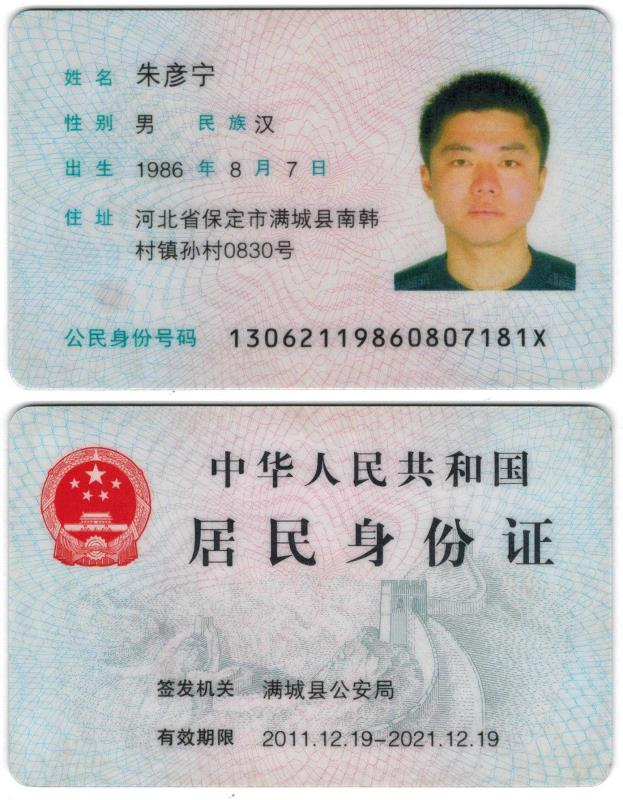 姓名 朱彦宁
性别 男 民族 汉
出生 1986 年 8 月 7 日
住址 河北省保定市满城县南韩
村镇孙村0830号
公民身份号码 13062119860807181X
中华人民共和国
居民身份证
签发机关 满城县公安局
有效期限 2011.12.19-2021.12.19